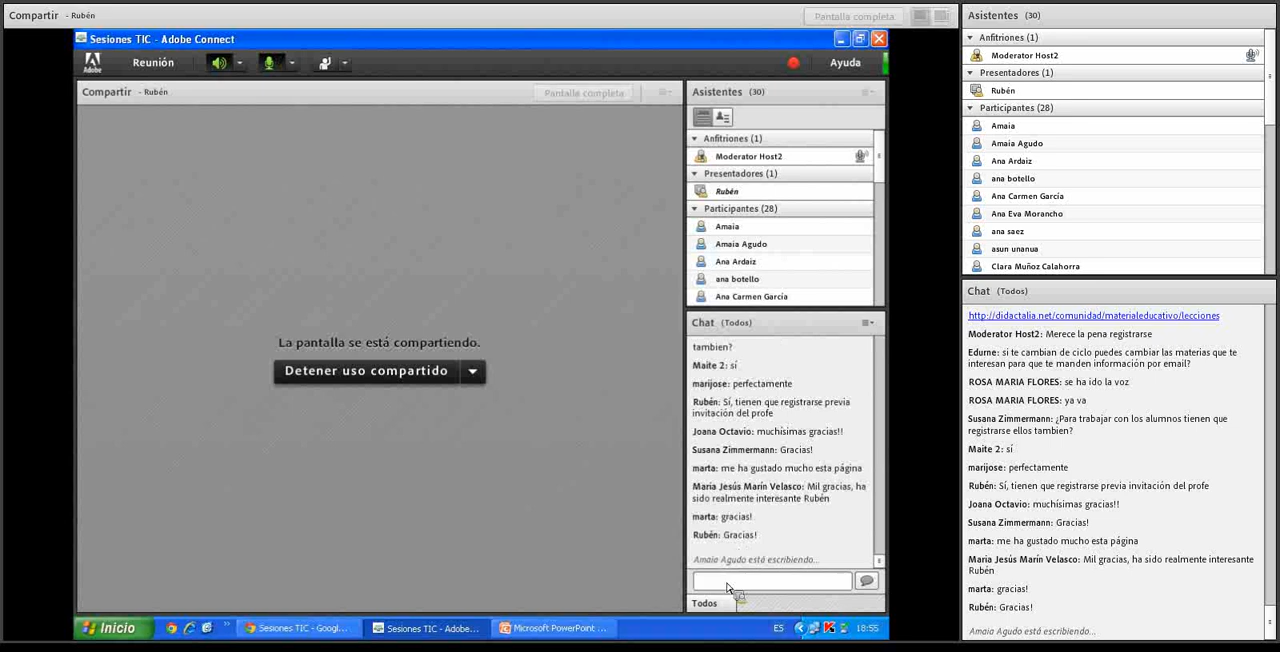 Compartir - Rubén
Pantalla completa
Sesiones TIC - Adobe Connect
Adobe
Reunión
Ayuda
Compartir - Rubén
Pantalla completa
La pantalla se está compartiendo.
Detener uso compartido
Asistentes (30)
Anfitriones (1)
Moderator Host2
Presentadores (1)
Rubén
Participantes (28)
Amaia
Amaia Agudo
Ana Ardaiz
ana botello
Ana Carmen García
Chat (Todos)
tambien?
Maite 2: sí
marijose: perfectamente
Rubén: Sí, tienen que registrarse previa
invitación del profe
Joana Octavio: muchísimas gracias!!
Susana Zimmermann: Gracias!
marta: me ha gustado mucho esta página
María Jesús Marín Velasco: Mil gracias, ha
sido realmente interesante Rubén
marta: gracias!
Rubén: Gracias!
Amaia Agudo está escribiendo...
Todos
Inicio
Sesiones TIC - Googl...
Sesiones TIC - Adobe...
Microsoft PowerPoint ...
ES
18:55
Asistentes (30)
Anfitriones (1)
Moderator Host2
Presentadores (1)
Rubén
Participantes (28)
Amaia
Amaia Agudo
Ana Ardaiz
ana botello
Ana Carmen García
Ana Eva Morancho
ana saez
asun unanua
Clara Muñoz Calahorra
Chat (Todos)
http://didactalia.net/comunidad/materialeducativo/lecciones
Moderator Host2: Merece la pena registrarse
Edurne: si te cambian de ciclo puedes cambiar las materias que te
interesan para que te manden información por email?
ROSA MARIA FLORES: se ha ido la voz
ROSA MARIA FLORES: ya va
Susana Zimmermann: ¿Para trabajar con los alumnos tienen que
registrarse ellos tambien?
Maite 2: sí
marijose: perfectamente
Rubén: Sí, tienen que registrarse previa invitación del profe
Joana Octavio: muchísimas gracias!!
Susana Zimmermann: Gracias!
marta: me ha gustado mucho esta página
María Jesús Marín Velasco: Mil gracias, ha sido realmente interesante
Rubén
marta: gracias!
Rubén: Gracias!
Amaia Agudo está escribiendo...